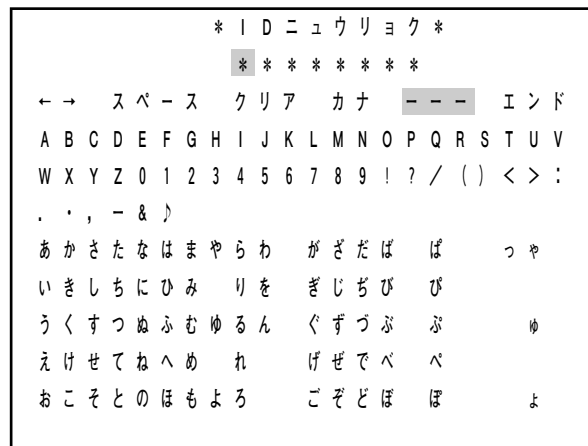 *IDニュウリョク*
* * * * * * * *
← → スペース クリア カナ --- エンド
A B C D E F G H I J K L M N O P Q R S T U V
W X Y Z 0 1 2 3 4 5 6 7 8 9 ! ? / ( ) < > :
. ・ , - & ♪
あ か さ た な は ま や ら わ が ざ だ ば ぱ っ ゃ
い き し ち に ひ み り を ぎ じ ぢ び ぴ
う く す つ ぬ ふ む ゆ る ん ぐ ず づ ぶ ぷ ゅ
え け せ て ね へ め れ げ ぜ で べ ぺ
お こ そ と の ほ も よ ろ ご ぞ ど ぼ ぽ ょ